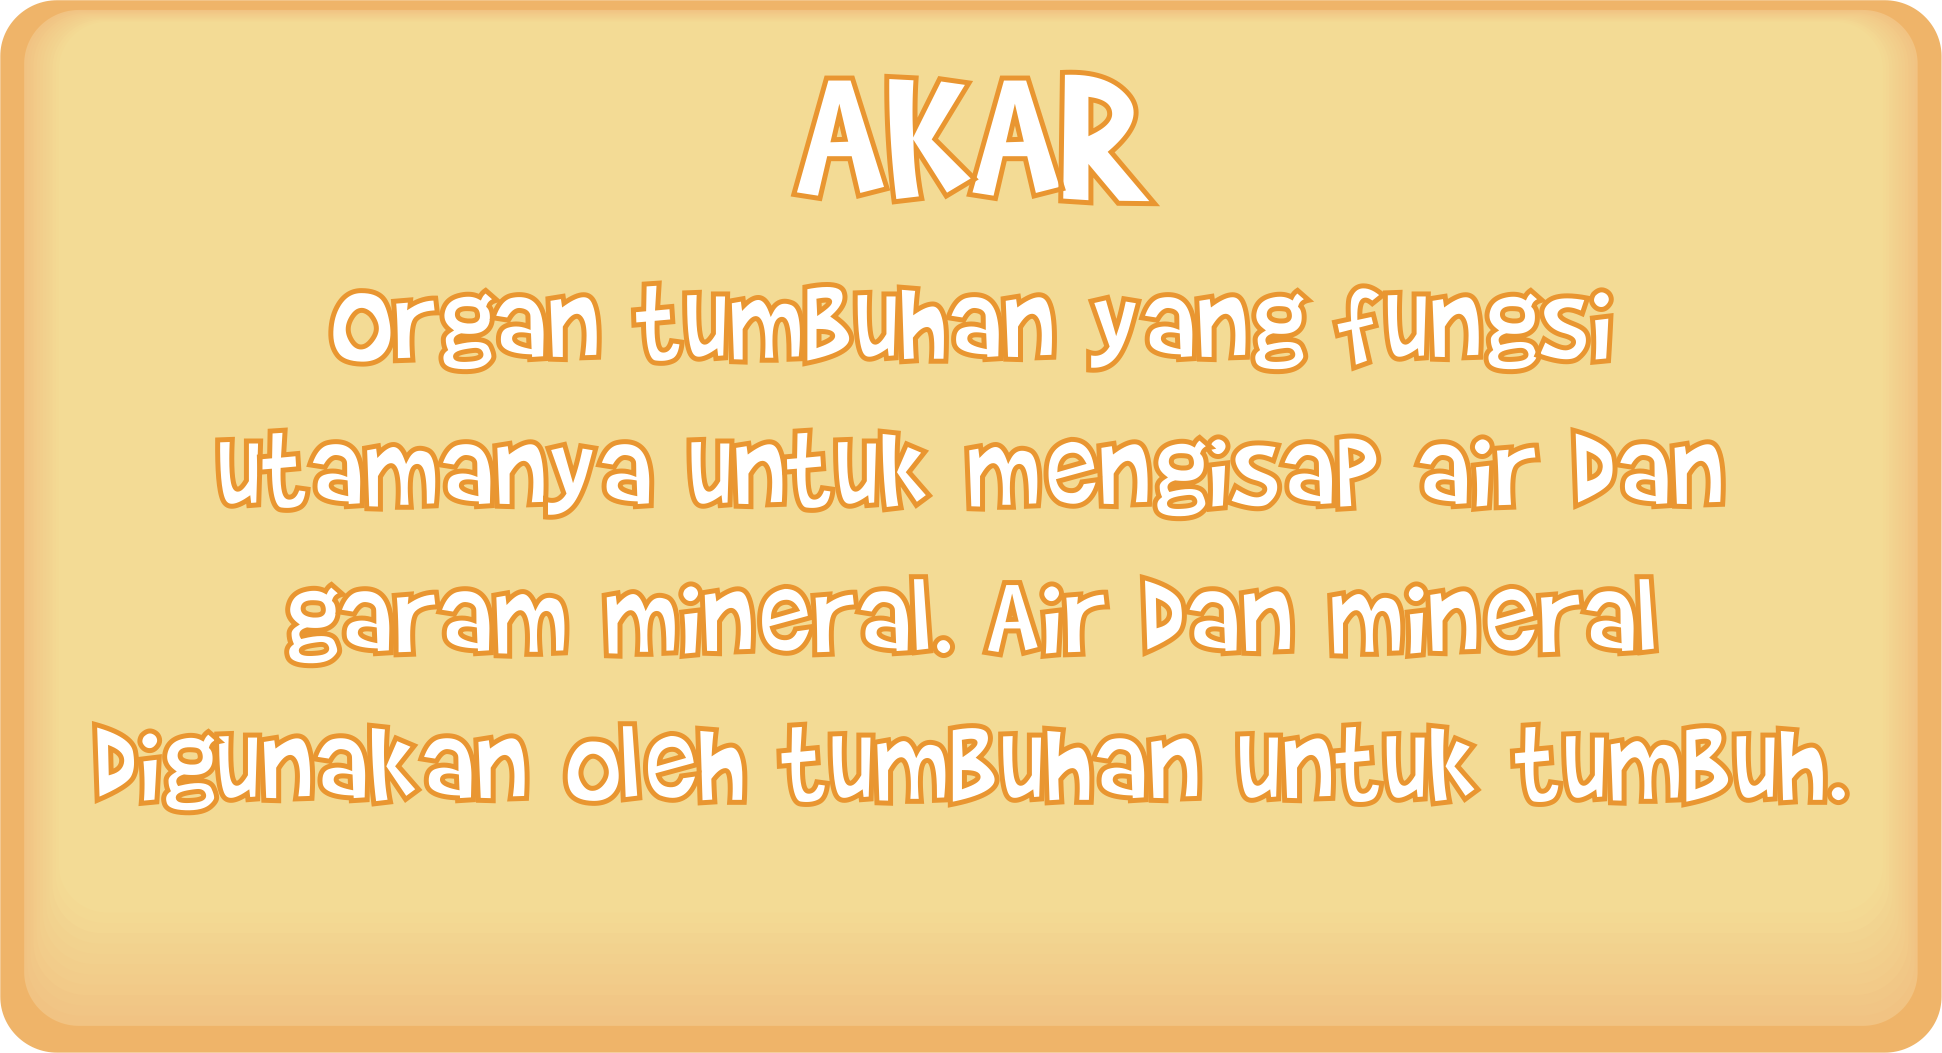 AKAR
Organ tumbuhan yang fungsi
utamanya untuk mengisap air dan
garam mineral. Air dan mineral
digunakan oleh tumbuhan untuk tumbuh.